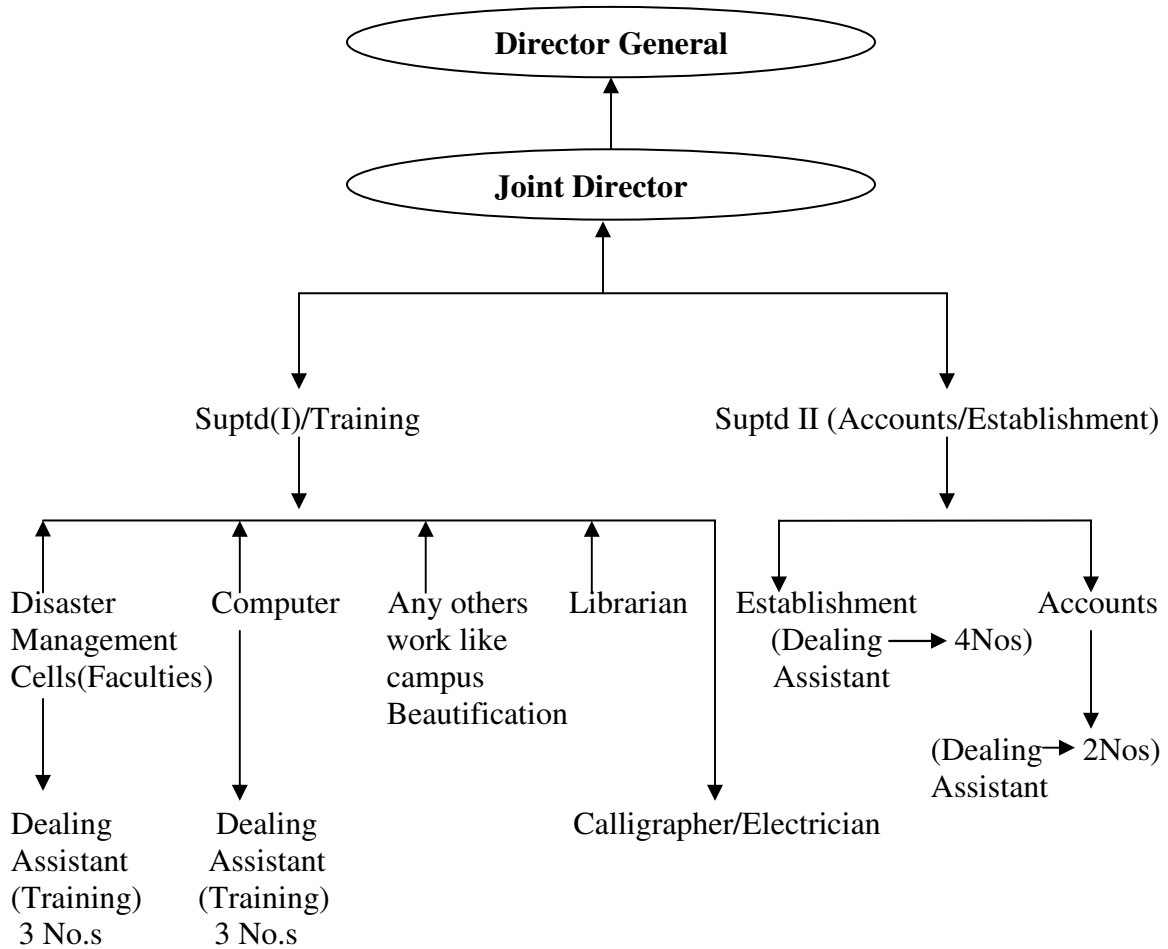 Director General
Joint Director
Suptd(I)/Training
Suptd II (Accounts/Establishment)
Disaster
Management
Cells(Faculties)
Computer
Any others
work like
campus
Beautification
Librarian
Establishment
(Dealing 4Nos)
Assistant
Accounts
(Dealing 2Nos)
Assistant
Dealing
Assistant
(Training)
3 No.s
Dealing
Assistant
(Training)
3 No.s
Calligrapher/Electrician